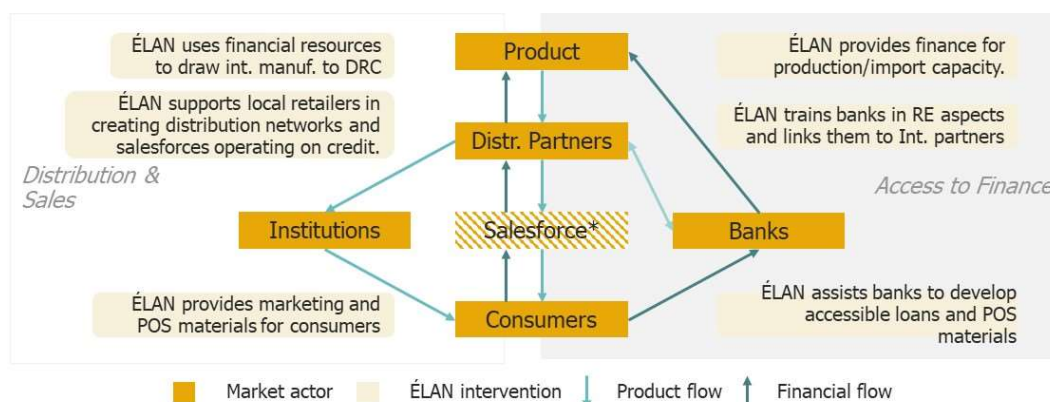 ÉLAN uses financial resources
to draw int. manuf. to DRC
Product
ÉLAN provides finance for
production/import capacity.
ÉLAN supports local retailers in
creating distribution networks and
salesforces operating on credit.
Distr. Partners
ÉLAN trains banks in RE aspects
and links them to Int. partners
Distribution &
Sales
Access to Finance
Institutions
Salesforce*
Banks
ÉLAN provides marketing and
POS materials for consumers
Consumers
ÉLAN assists banks to develop
accessible loans and POS
materials
Market actor
ÉLAN intervention
Product flow
Financial flow